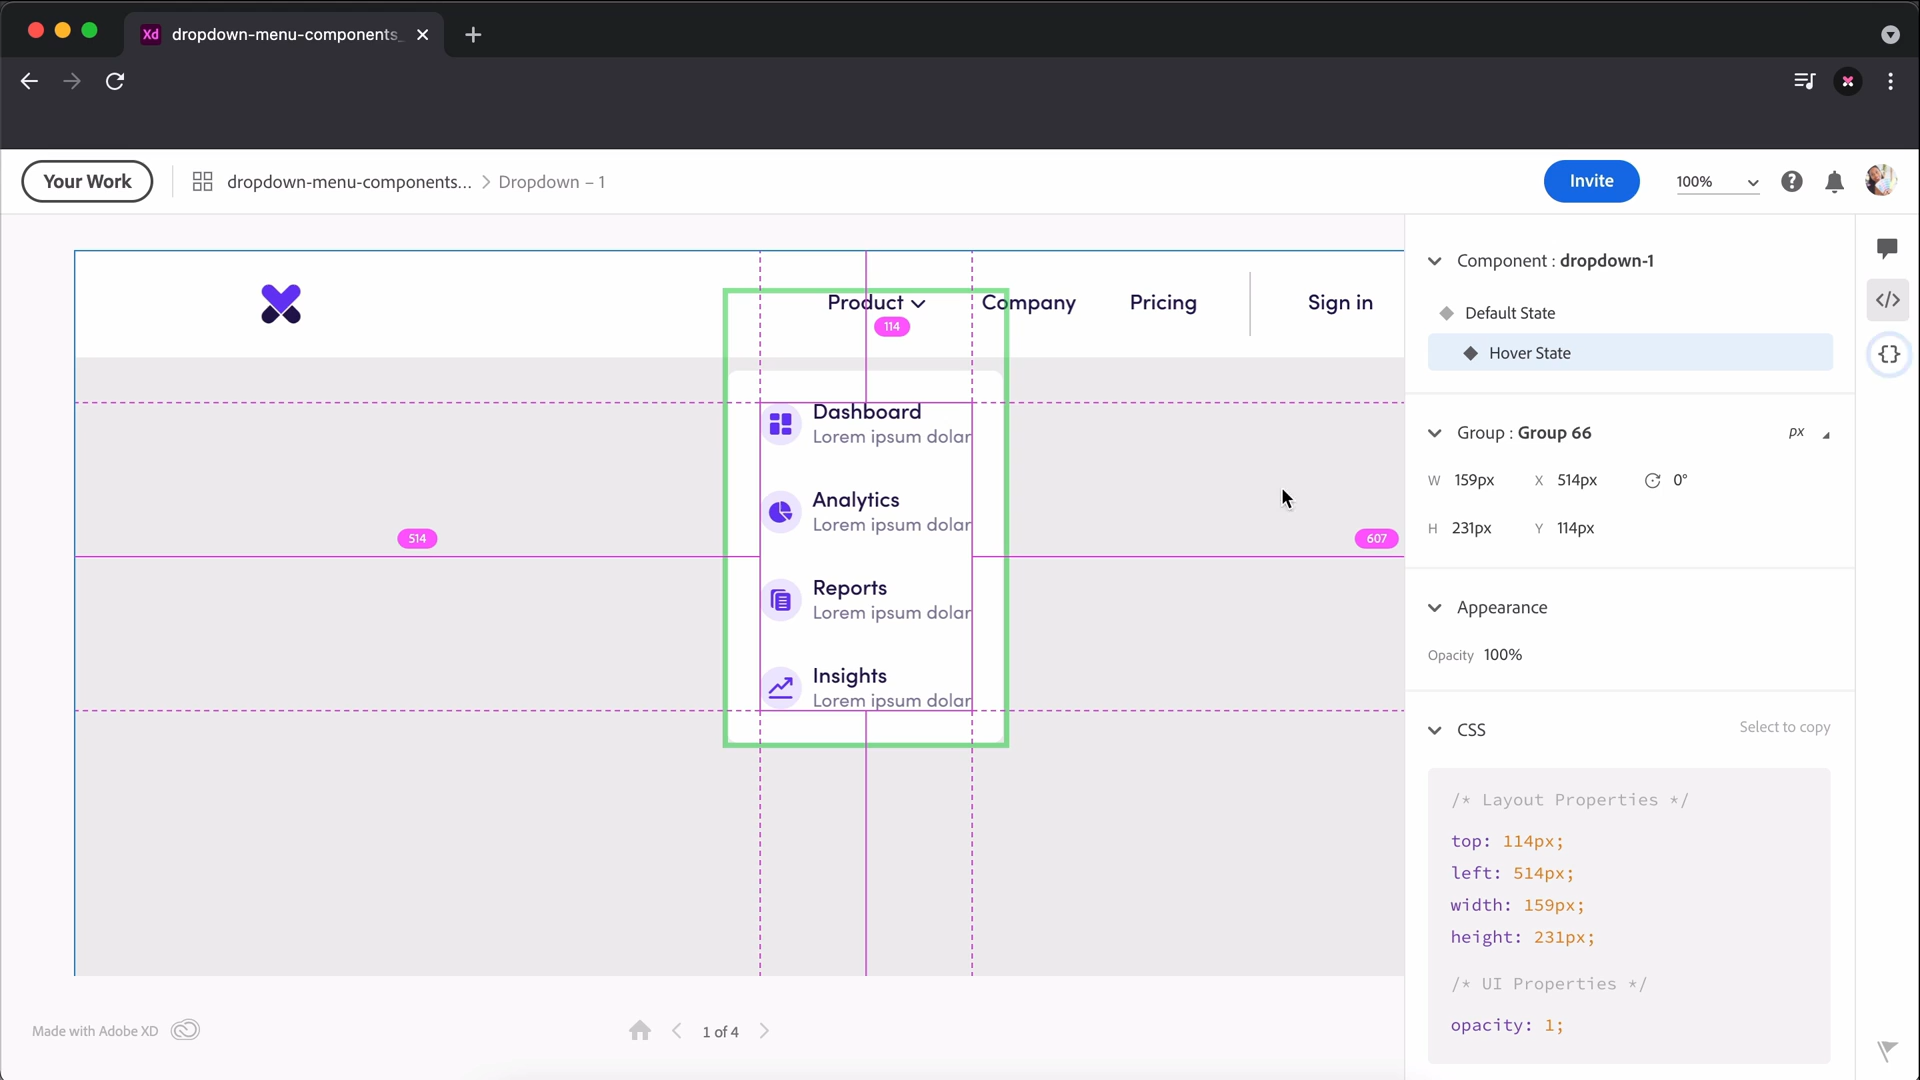 Xd dropdown-menu-components_
Your Work
dropdown-menu-components... > Dropdown – 1
Invite
100%
Product
Company
Pricing
Sign in
114
Dashboard
Lorem ipsum dolar
Analytics
Lorem ipsum dolar
514
607
Reports
Lorem ipsum dolar
Insights
Lorem ipsum dolar
Made with Adobe XD
1 of 4
Component : dropdown-1
Default State
Hover State
Group : Group 66
px
W 159px X 514px 0°
H 231px Y 114px
Appearance
Opacity 100%
CSS
Select to copy
/* Layout Properties */
top: 114px;
left: 514px;
width: 159px;
height: 231px;
/* UI Properties */
opacity: 1;